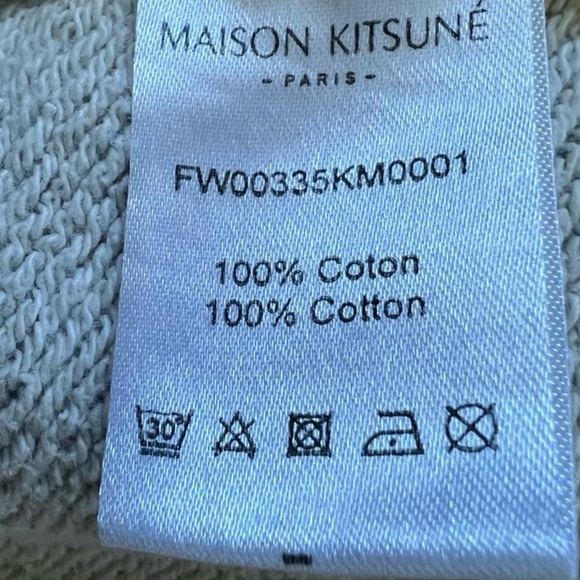 MAISON KITSUNÉ
- PARIS -
FW00335KM0001
100% Coton
100% Cotton
30°